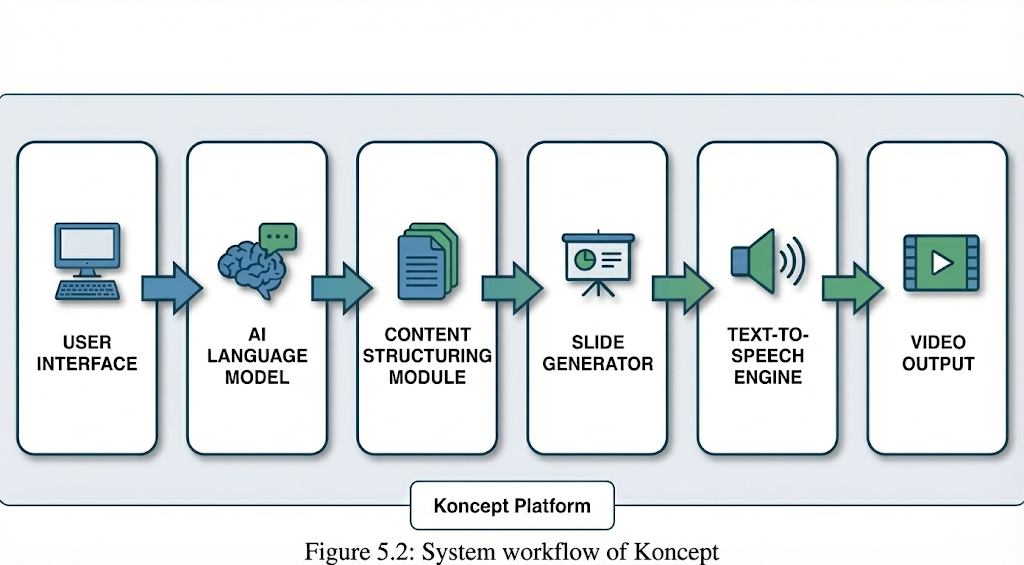 USER
INTERFACE
AI
LANGUAGE
MODEL
CONTENT
STRUCTURING
MODULE
SLIDE
GENERATOR
TEXT-TO-
SPEECH
ENGINE
VIDEO
OUTPUT
Koncept Platform
Figure 5.2: System workflow of Koncept